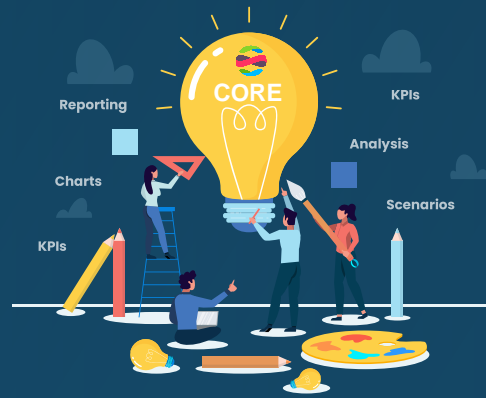 CORE
Reporting
KPIs
Analysis
Charts
Scenarios
KPIs